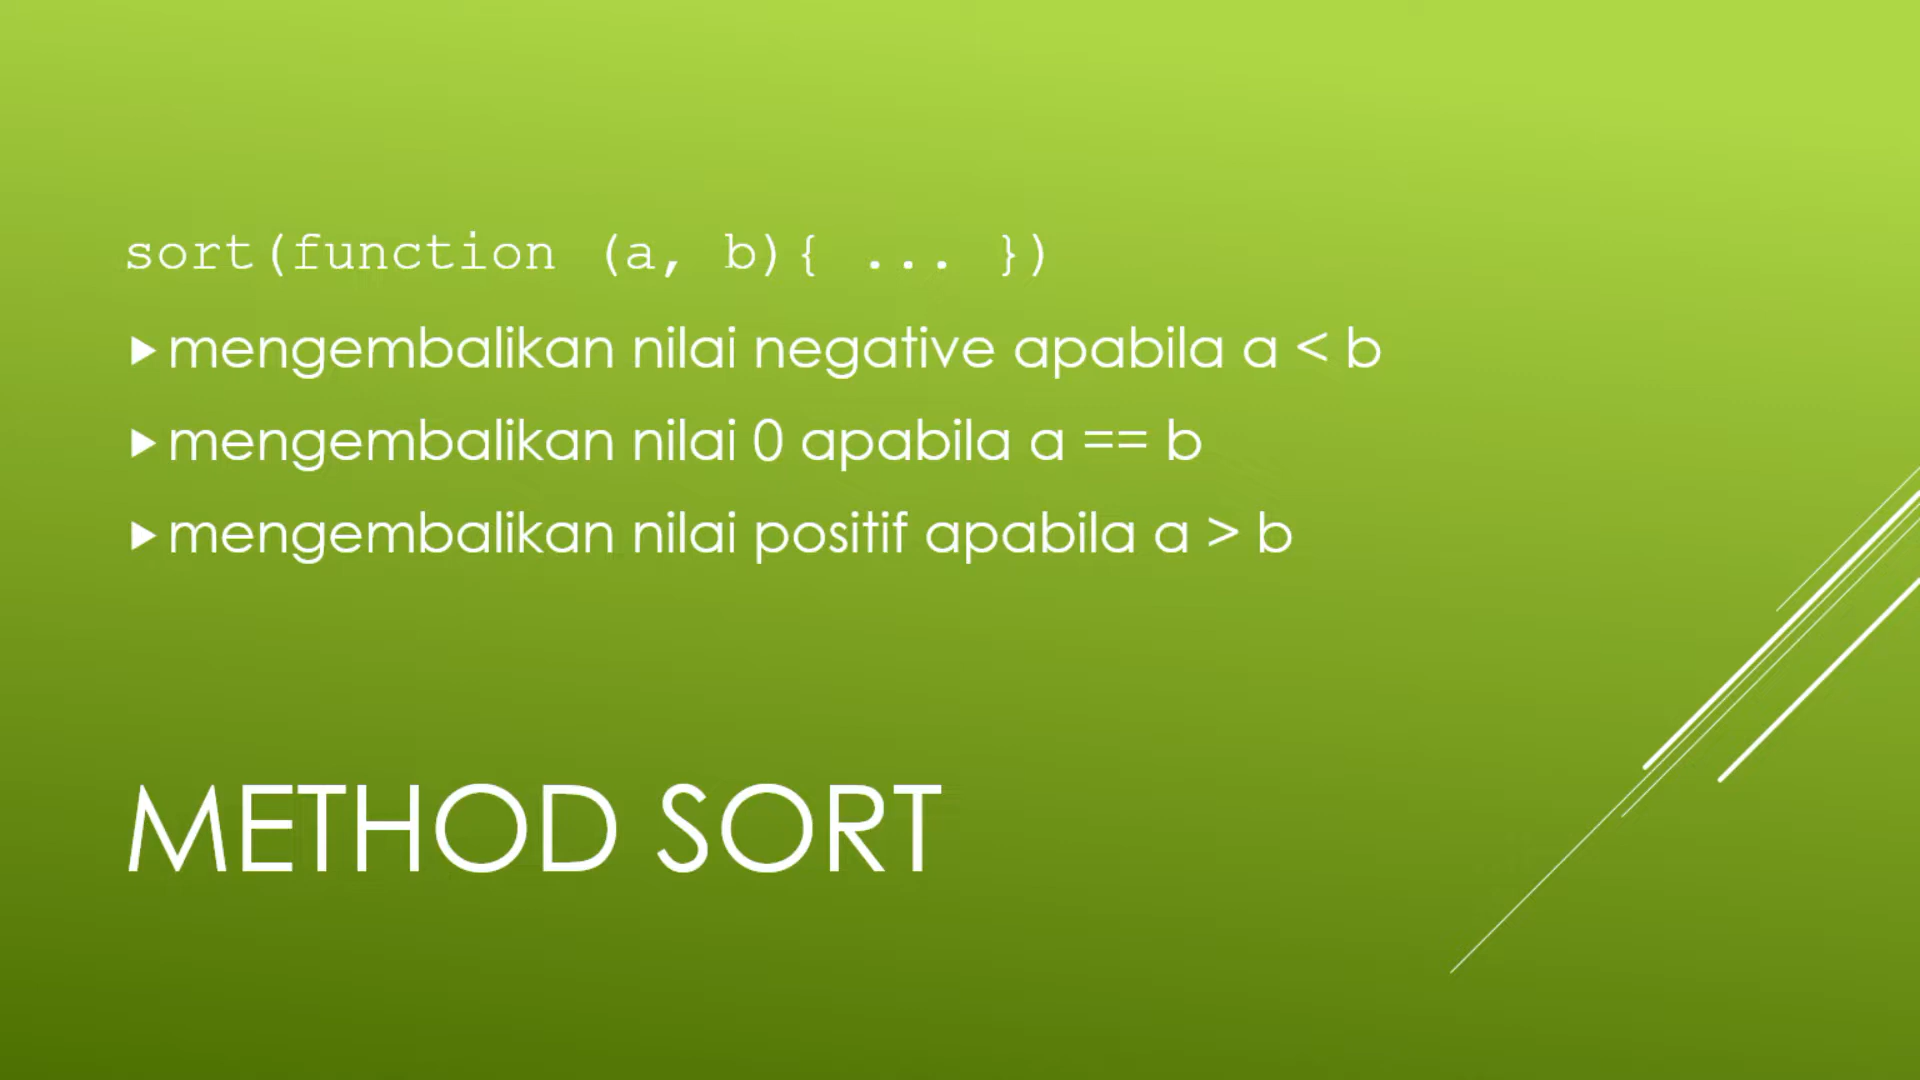 sort(function (a, b){ ... })
mengembalikan nilai negative apabila a < b
mengembalikan nilai 0 apabila a == b
mengembalikan nilai positif apabila a > b
METHOD SORT